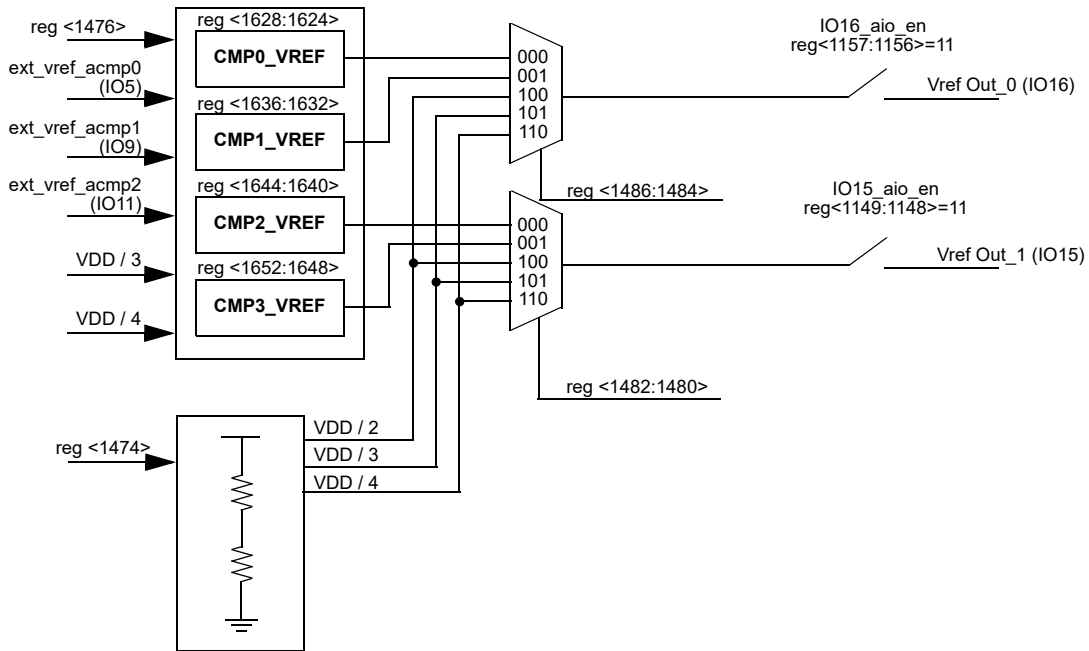 reg <1476>
ext_vref_acmp0
(IO5)
ext_vref_acmp1
(IO9)
ext_vref_acmp2
(IO11)
VDD / 3
VDD / 4
reg <1628:1624>
CMP0_VREF
reg <1636:1632>
CMP1_VREF
reg <1644:1640>
CMP2_VREF
reg <1652:1648>
CMP3_VREF
000
001
100
101
110
reg <1486:1484>
IO16_aio_en
reg<1157:1156>=11
Vref Out_0 (IO16)
000
001
100
101
110
reg <1482:1480>
IO15_aio_en
reg<1149:1148>=11
Vref Out_1 (IO15)
reg <1474>
VDD / 2
VDD / 3
VDD / 4